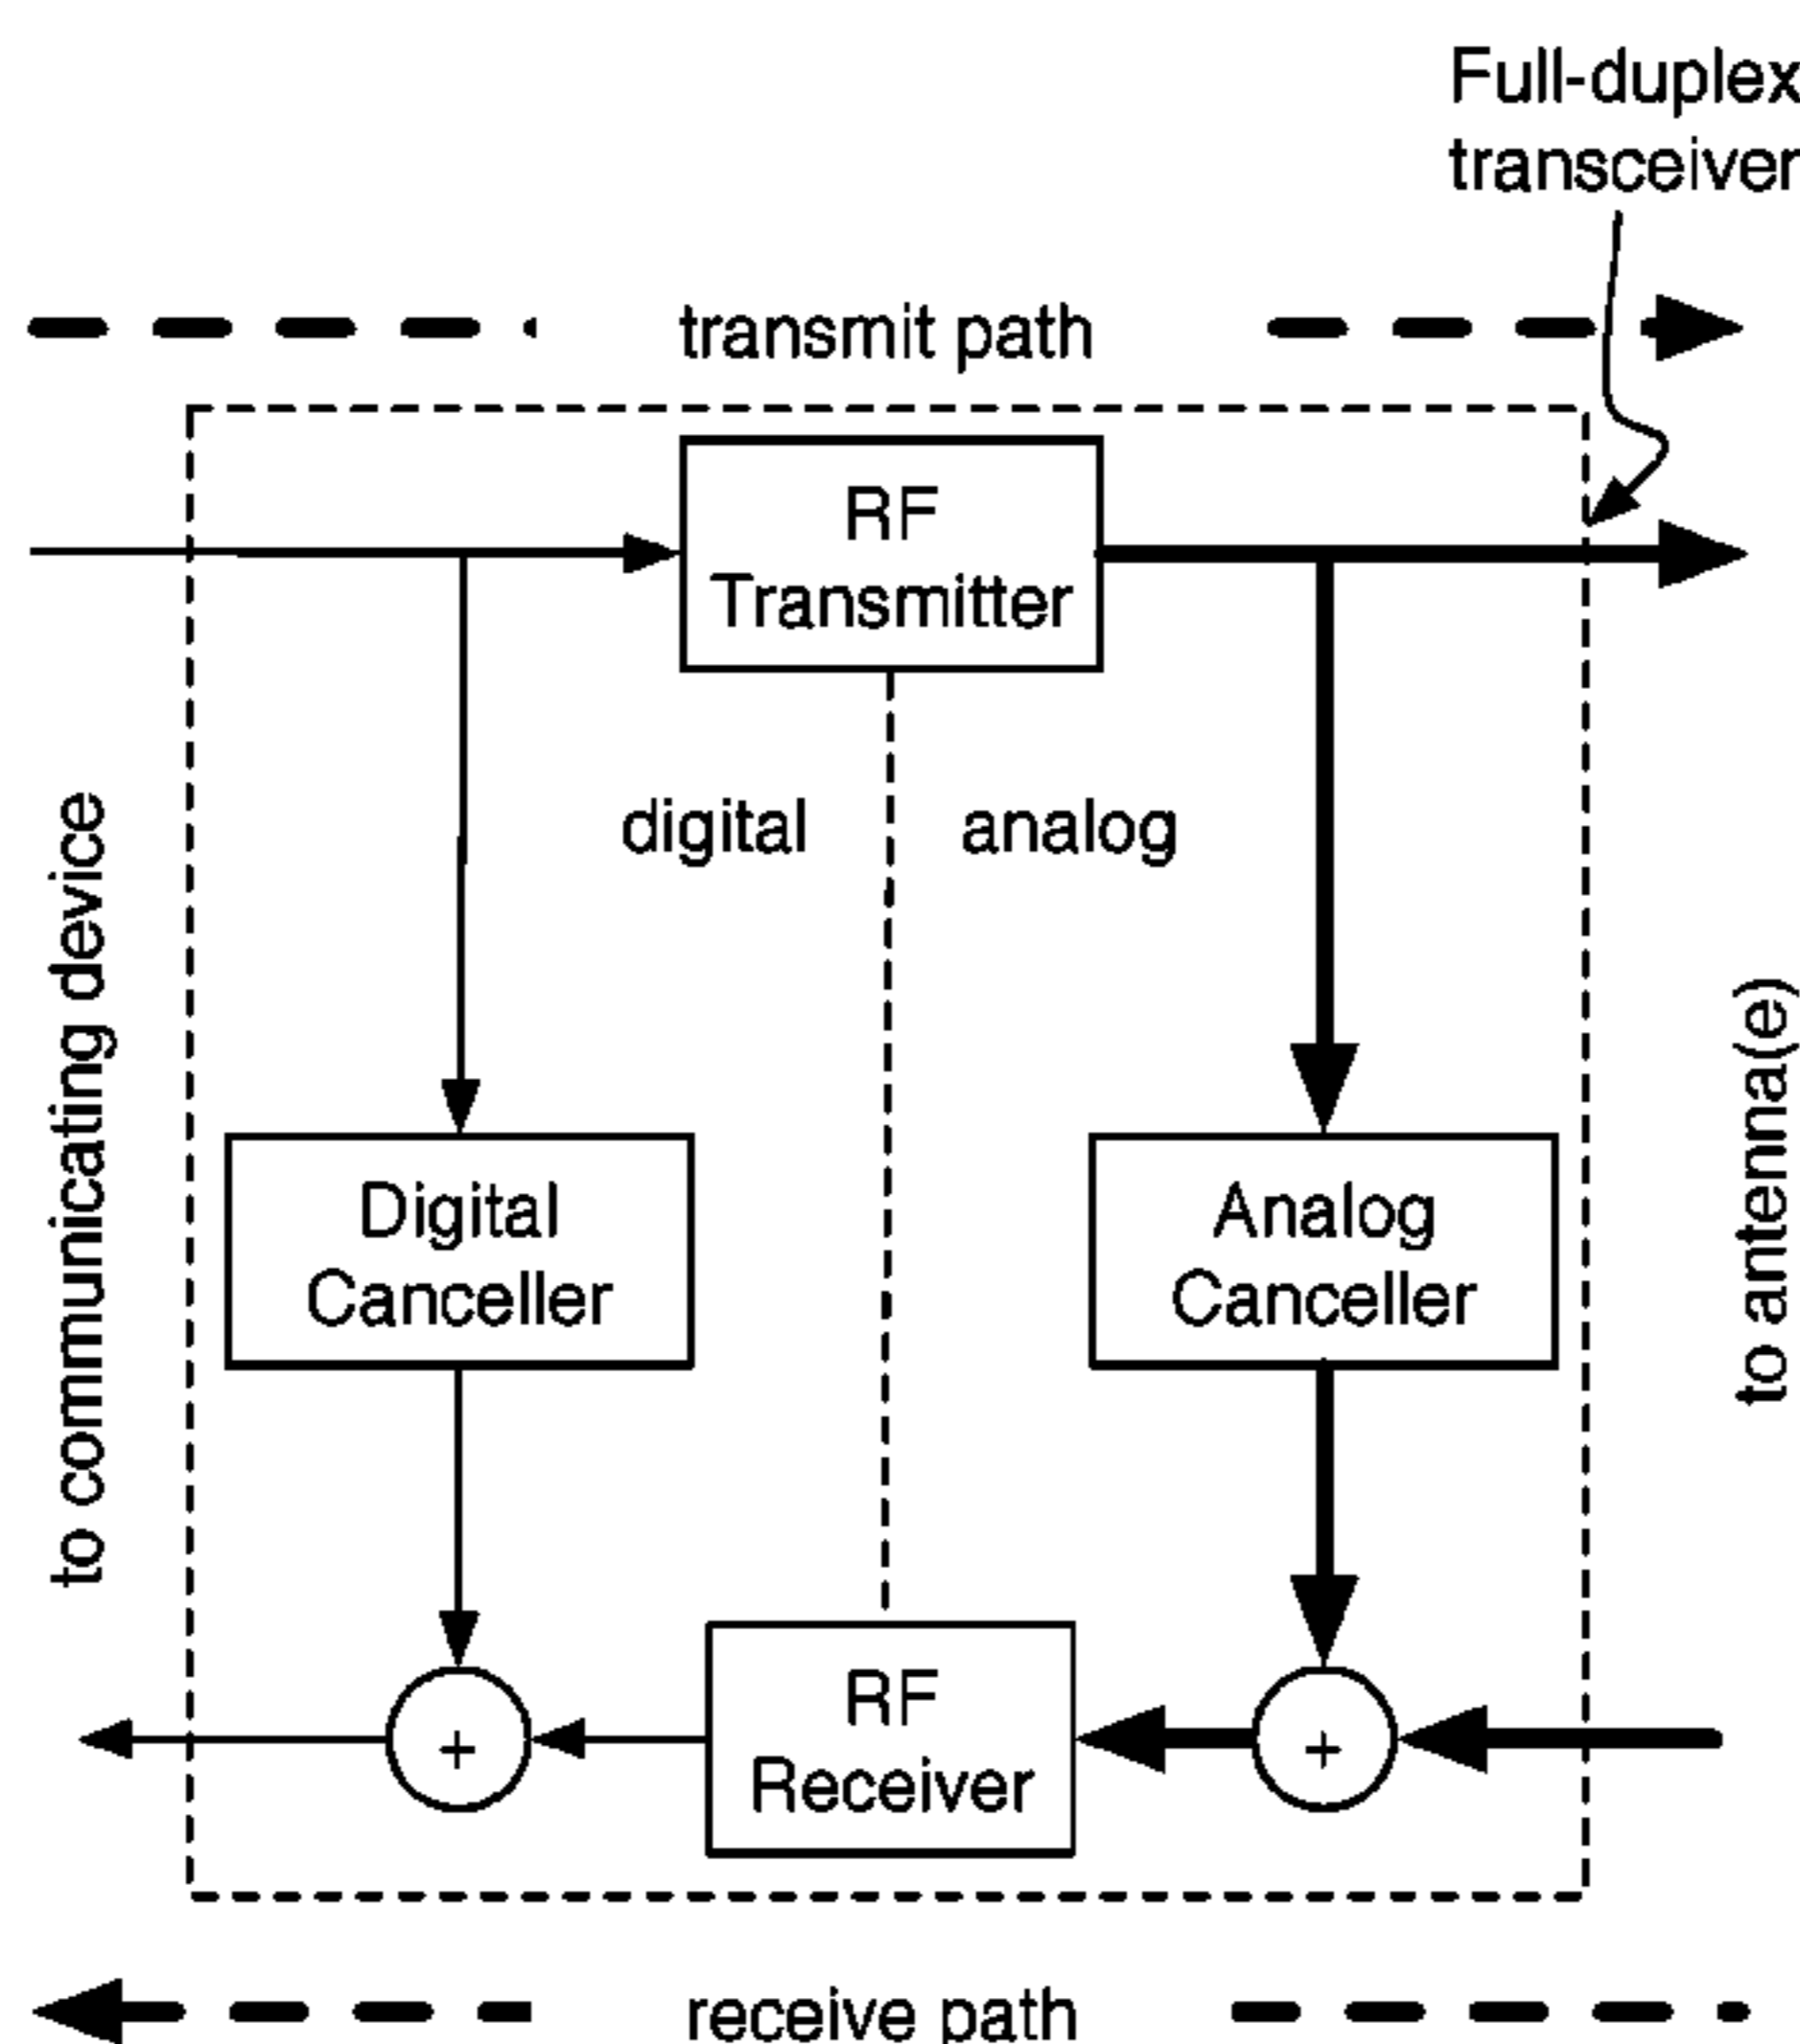 Full-duplex
transceiver
transmit path
RF
Transmitter
digital
analog
to communicating device
to antenna(e)
Digital
Canceller
Analog
Canceller
RF
Receiver
+
+
receive path